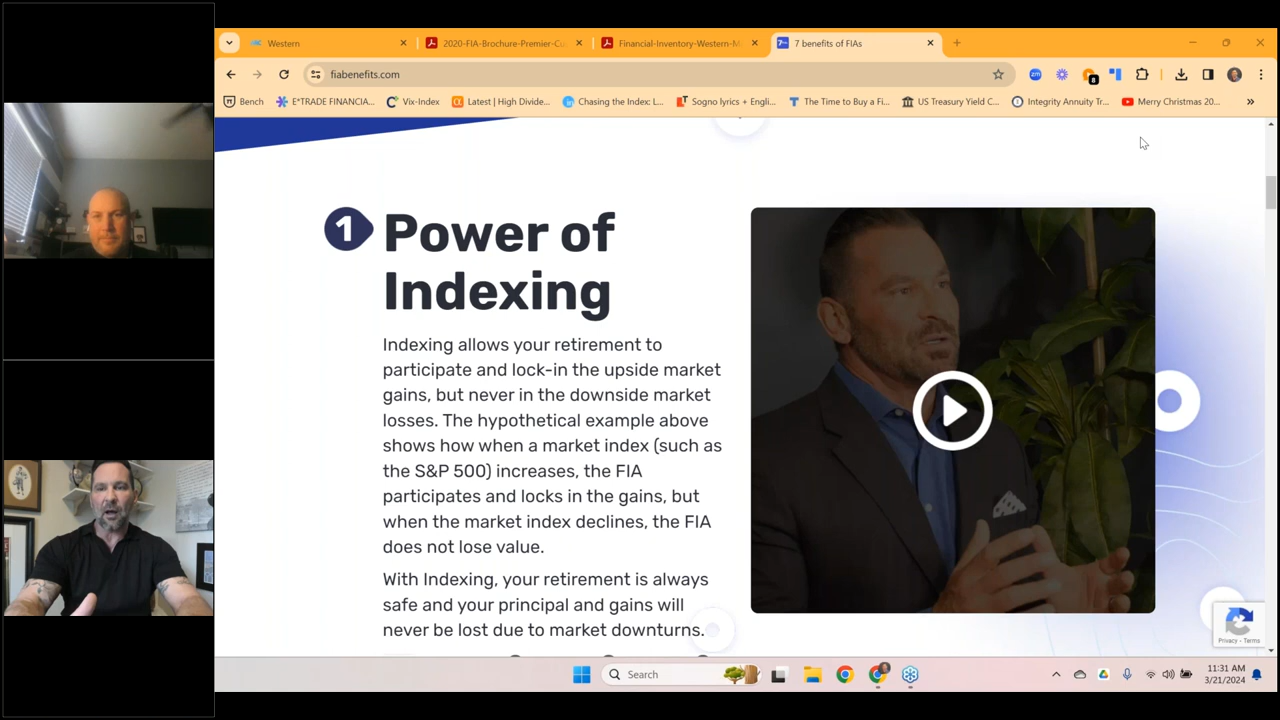 Western
2020-FIA-Brochure-Premier-Cu
Financial-Inventory-Western-M
7 benefits of FIAs
fiabenefits.com
8
Bench
E*TRADE FINANCIA...
Vix-Index
Latest | High Divide...
Chasing the Index: L...
Sogno lyrics + Engli...
The Time to Buy a Fi...
US Treasury Yield C...
Integrity Annuity Tr...
Merry Christmas 20...
1 Power of
Indexing
Indexing allows your retirement to
participate and lock-in the upside market
gains, but never in the downside market
losses. The hypothetical example above
shows how when a market index (such as
the S&P 500) increases, the FIA
participates and locks in the gains, but
when the market index declines, the FIA
does not lose value.
With Indexing, your retirement is always
safe and your principal and gains will
never be lost due to market downturns.
Privacy - Terms
Search
11:31 AM
3/21/2024